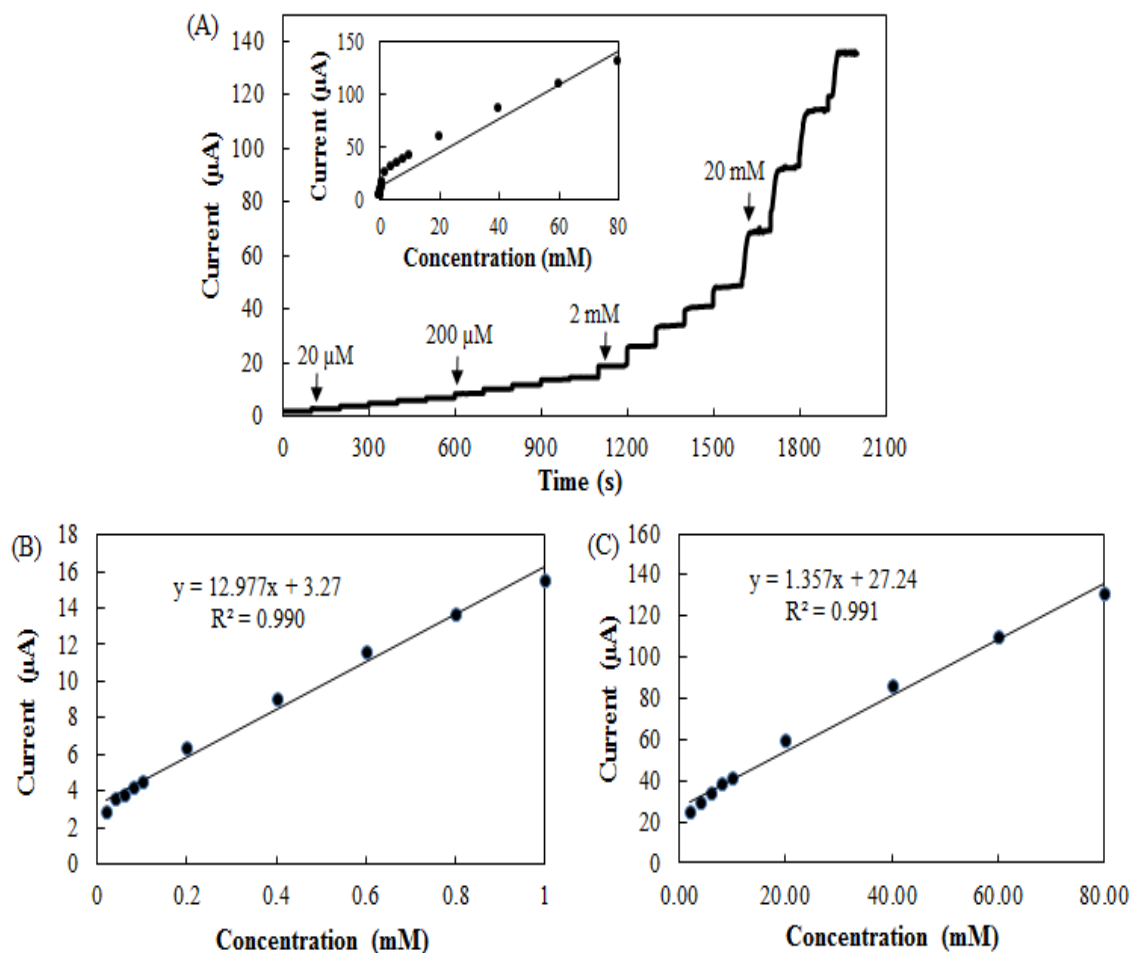 (A)
Current (µA)
140
120
100
80
60
40
20
0
0 300 600 900 1200 1500 1800 2100
Time (s)
20 µM
200 µM
2 mM
20 mM
Current (µA)
150
100
50
0
0 20 40 60 80
Concentration (mM)
(B)
Current (µA)
18
16
14
12
10
8
6
4
2
0
y = 12.977x + 3.27
R² = 0.990
0 0.2 0.4 0.6 0.8 1
Concentration (mM)
(C)
Current (µA)
160
140
120
100
80
60
40
20
0
y = 1.357x + 27.24
R² = 0.991
0.00 20.00 40.00 60.00 80.00
Concentration (mM)